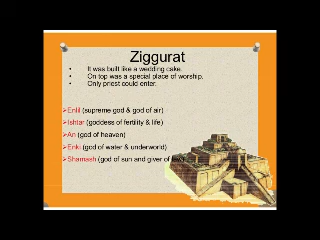 Ziggurat
• It was built like a wedding cake.
• On top was a special place of worship.
• Only priest could enter.
➢Enlil (supreme god & god of air)
➢Ishtar (goddess of fertility & life)
➢An (god of heaven)
➢Enki (god of water & underworld)
➢Shamash (god of sun and giver of law)